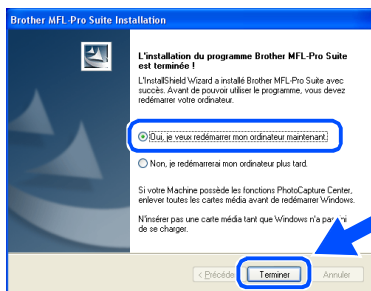 Brother MFL-Pro Suite Installation
L'installation du programme Brother MFL-Pro Suite
est terminée !
L'InstallShield Wizard a installé Brother MFL-Pro Suite avec
succès. Avant de pouvoir utiliser le programme, vous devez
redémarrer votre ordinateur.
Oui, je veux redémarrer mon ordinateur maintenant.
Non, je redémarrerai mon ordinateur plus tard.
Si votre Machine possède les fonctions PhotoCapture Center,
enlever toutes les cartes média avant de redémarrer Windows.
N'insérer pas une carte média tant que Windows n'a
de se charger.
< Précéde Terminer Annuler